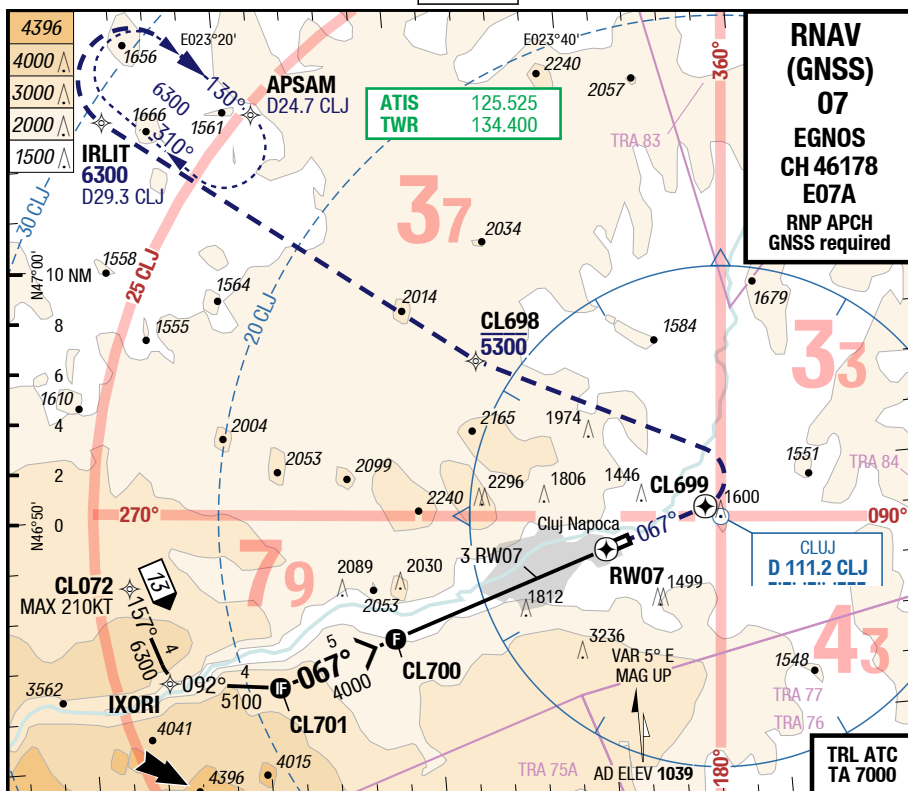 4396
4000
3000
2000
1500
1656
E023°20'
130°
6300
1666
1561
310°
APSAM
D24.7 CLJ
IRLIT
6300
D29.3 CLJ
ATIS 125.525
TWR 134.400
E023°40'
2240
2057
360°
TRA 83
RNAV
(GNSS)
07
EGNOS
CH 46178
E07A
RNP APCH
GNSS required
30 CLJ
25 CLJ
20 CLJ
37
2034
N47°00'
10 NM
1558
1564
1555
2014
CL698
5300
1584
1679
33
8
6
4
2
0
1610
2004
2053
2099
2165
1974
2240
2296
1806
1446
CL699
1600
1551
TRA 84
N46°50'
270°
Cluj Napoca
067°
090°
3 RW07
RW07
CLUJ
D 111.2 CLJ
CL072
MAX 210KT
13
79
2089
2030
2053
1812
1499
157°
4
6300
5
067°
4000
CL700
3236
VAR 5° E
MAG UP
1548
43
3562
IXORI
092°
4
5100
IF
F
CL701
TRA 77
TRA 76
4041
4396
4015
TRA 75A
AD ELEV 1039
180°
TRL ATC
TA 7000